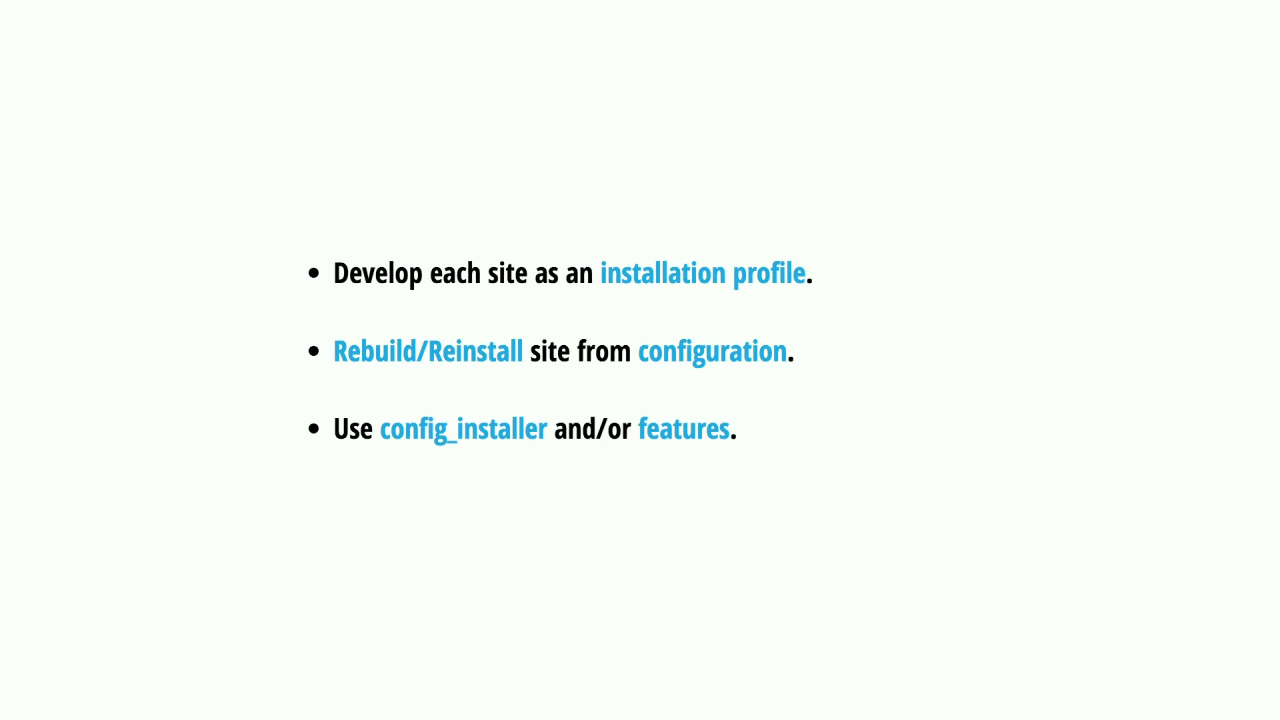 • Develop each site as an installation profile.
• Rebuild/Reinstall site from configuration.
• Use config_installer and/or features.